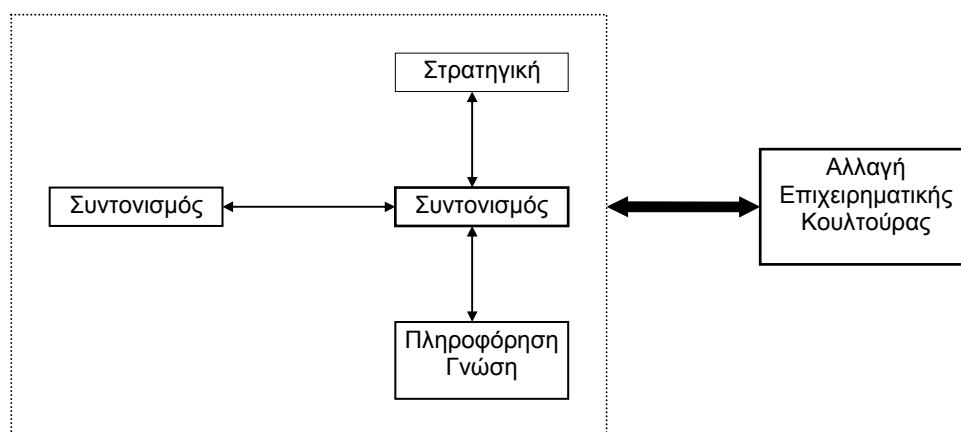 Στρατηγική
Συντονισμός
Συντονισμός
Αλλαγή
Επιχειρηματικής
Κουλτούρας
Πληροφόρηση
Γνώση